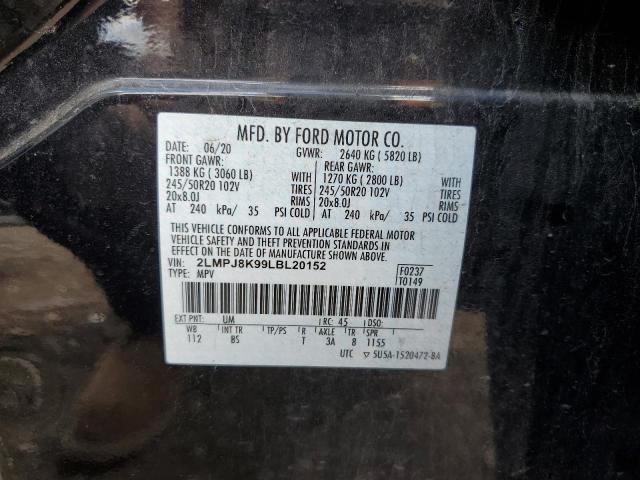 MFD. BY FORD MOTOR CO.
DATE: 06/20 GVWR: 2640 KG ( 5820 LB)
FRONT GAWR: REAR GAWR:
1388 KG ( 3060 LB) WITH 1270 KG ( 2800 LB) WITH
245/50R20 102V TIRES 245/50R20 102V TIRES
20x8.0J RIMS 20x8.0J RIMS
AT 240 kPa/ 35 PSI COLD AT 240 kPa/ 35 PSI COLD
THIS VEHICLE CONFORMS TO ALL APPLICABLE FEDERAL MOTOR
VEHICLE SAFETY AND THEFT PREVENTION STANDARDS IN
EFFECT ON THE DATE OF MANUFACTURE SHOWN ABOVE.
VIN: 2LMPJ8K99LBL20152 F0237
TYPE: MPV T0149
EXT PNT: UM RC: 45 DSO:
WB INT TR TP/PS R AXLE TR SPR
112 BS T 3A 8 1155
UTC ▽ 5U5A-1520472-BA